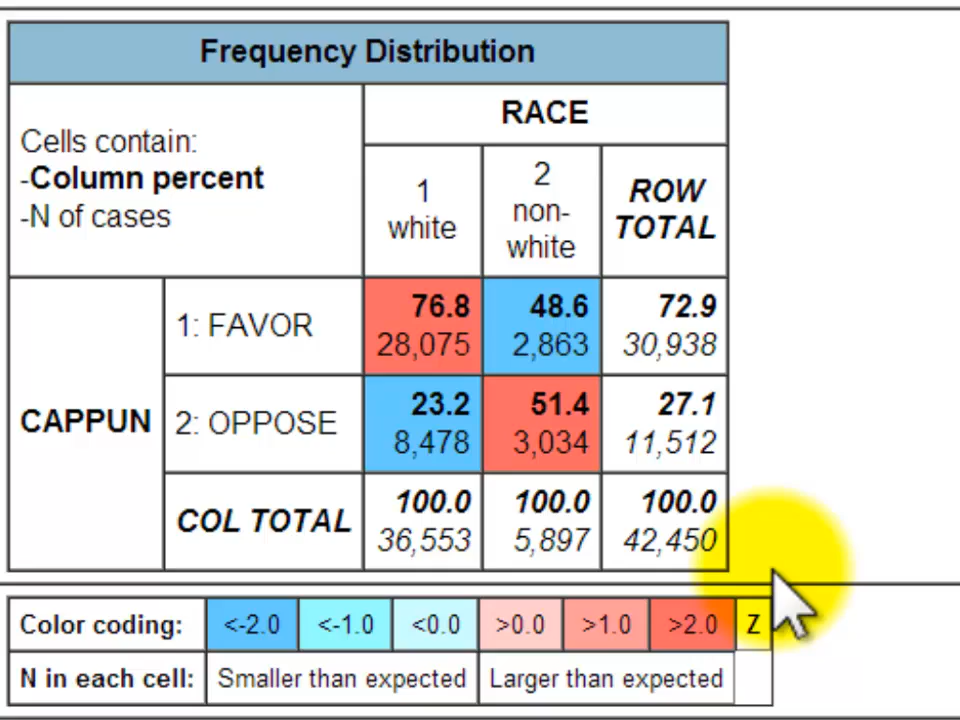 Frequency Distribution
Cells contain:
-Column percent
-N of cases
RACE
1
white
2
non-
white
ROW
TOTAL
CAPPUN
1: FAVOR
76.8
28,075
48.6
2,863
72.9
30,938
2: OPPOSE
23.2
8,478
51.4
3,034
27.1
11,512
COL TOTAL
100.0
36,553
100.0
5,897
100.0
42,450
Color coding: <-2.0 <-1.0 <0.0 >0.0 >1.0 >2.0 Z
N in each cell: Smaller than expected Larger than expected